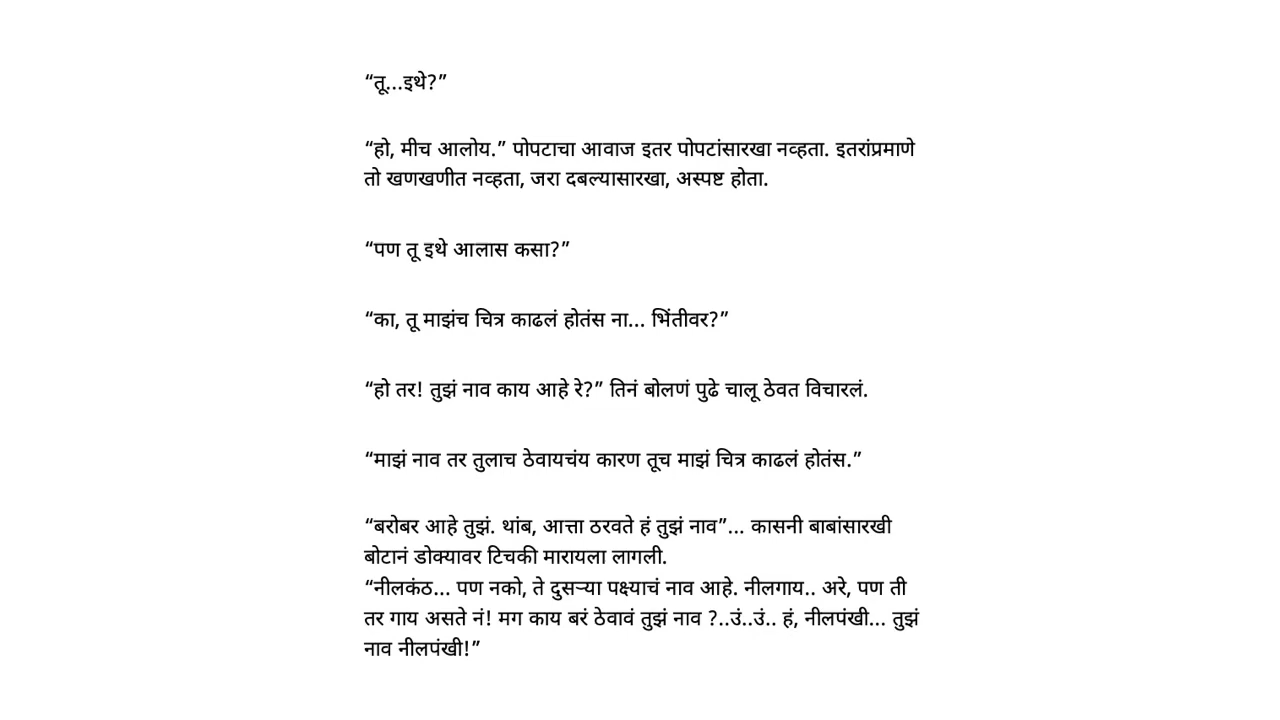 “तू...इथे?”
“हो, मीच आलोय.” पोपटाचा आवाज इतर पोपटांसारखा नव्हता. इतरांप्रमाणे
तो खणखणीत नव्हता, जरा दबल्यासारखा, अस्पष्ट होता.
“पण तू इथे आलास कसा?”
“का, तू माझंच चित्र काढलं होतंस ना... भिंतीवर?”
“हो तर! तुझं नाव काय आहे रे?” तिनं बोलणं पुढे चालू ठेवत विचारलं.
“माझं नाव तर तुलाच ठेवायचंय कारण तूच माझं चित्र काढलं होतंस.”
“बरोबर आहे तुझं. थांब, आत्ता ठरवते हं तुझं नाव”... कासनी बाबांसारखी
बोटानं डोक्यावर टिचकी मारायला लागली.
“नीलकंठ... पण नको, ते दुसऱ्या पक्ष्याचं नाव आहे. नीलगाय.. अरे, पण ती
तर गाय असते नं! मग काय बरं ठेवावं तुझं नाव ?..उं..उं.. हं, नीलपंखी... तुझं
नाव नीलपंखी!”